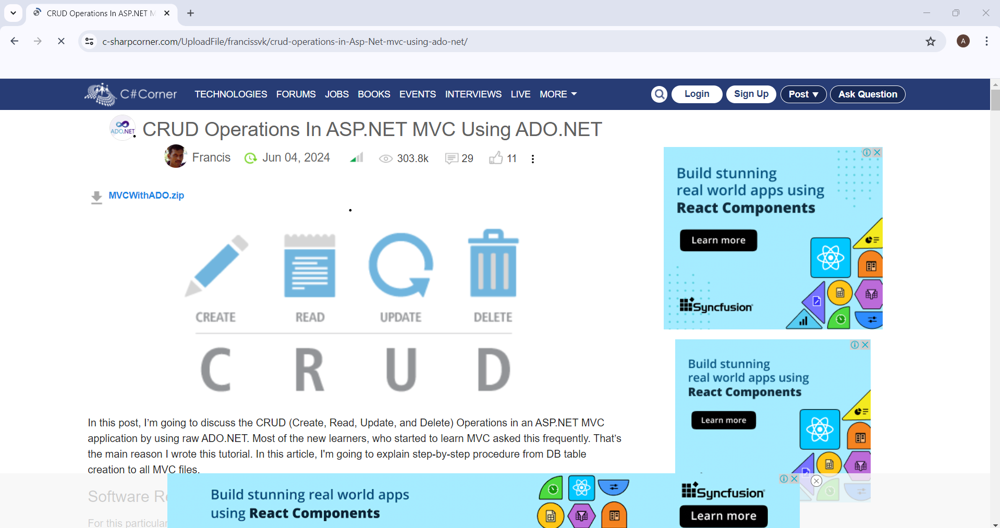 CRUD Operations In ASP.NET M
c-sharpcorner.com/UploadFile/francissvk/crud-operations-in-Asp-Net-mvc-using-ado-net/
A
C#Corner
TECHNOLOGIES FORUMS JOBS BOOKS EVENTS INTERVIEWS LIVE MORE
Login
Sign Up
Post ▼
Ask Question
ADO.NET
CRUD Operations In ASP.NET MVC Using ADO.NET
Francis Jun 04, 2024 303.8k 29 11
MVCWithADO.zip
CREATE READ UPDATE DELETE
C R U D
In this post, I’m going to discuss the CRUD (Create, Read, Update, and Delete) Operations in an ASP.NET MVC
application by using raw ADO.NET. Most of the new learners, who started to learn MVC asked this frequently. That’s
the main reason I wrote this tutorial. In this article, I'm going to explain step-by-step procedure from DB table
creation to all MVC files.
Software Re
For this particular
Build stunning
real world apps using
React Components
Learn more
Syncfusion
Build stunning
real world apps using
React Components
Learn more
Build stunning real world apps
using React Components
Syncfusion
Learn more